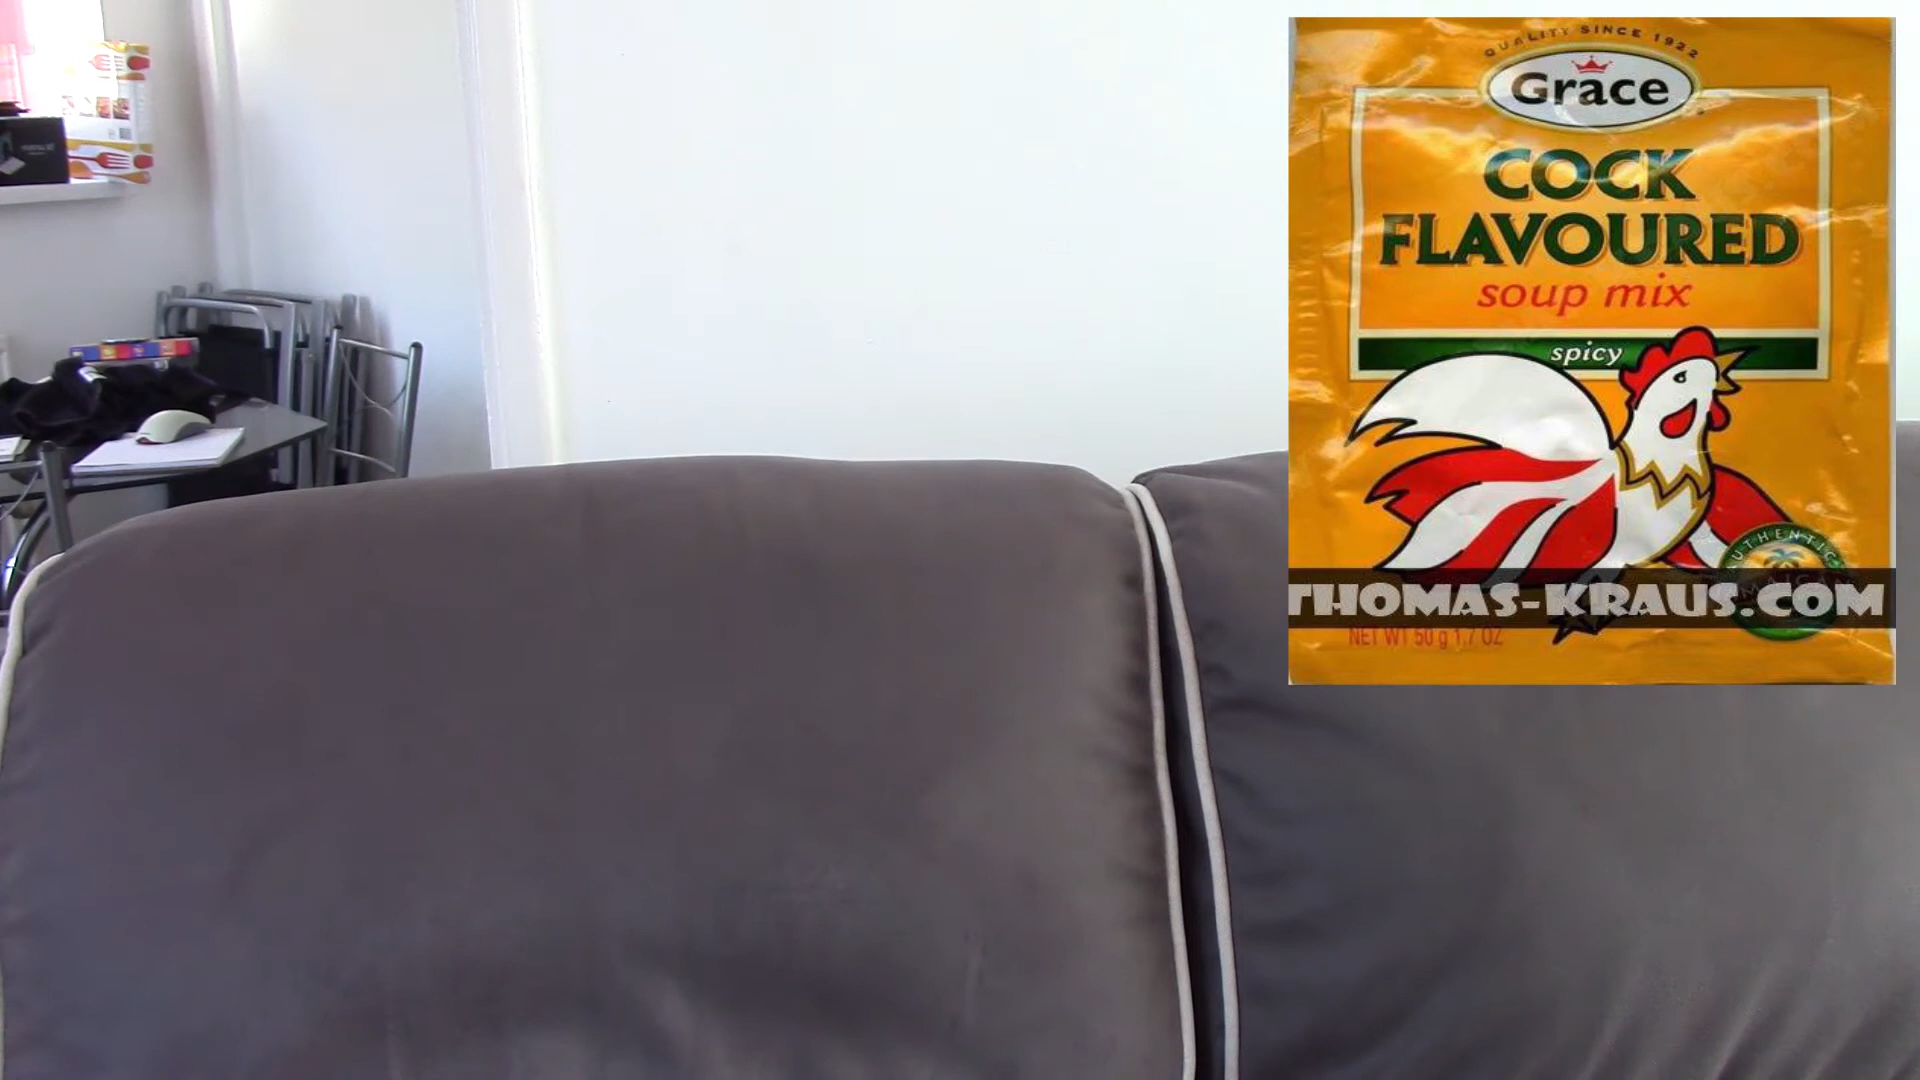 QUALITY SINCE 1922
Grace
COCK
FLAVOURED
soup mix
spicy
AUTHENTIC
THOMAS-KRAUS.COM
NET WT 50 g 1.7 OZ